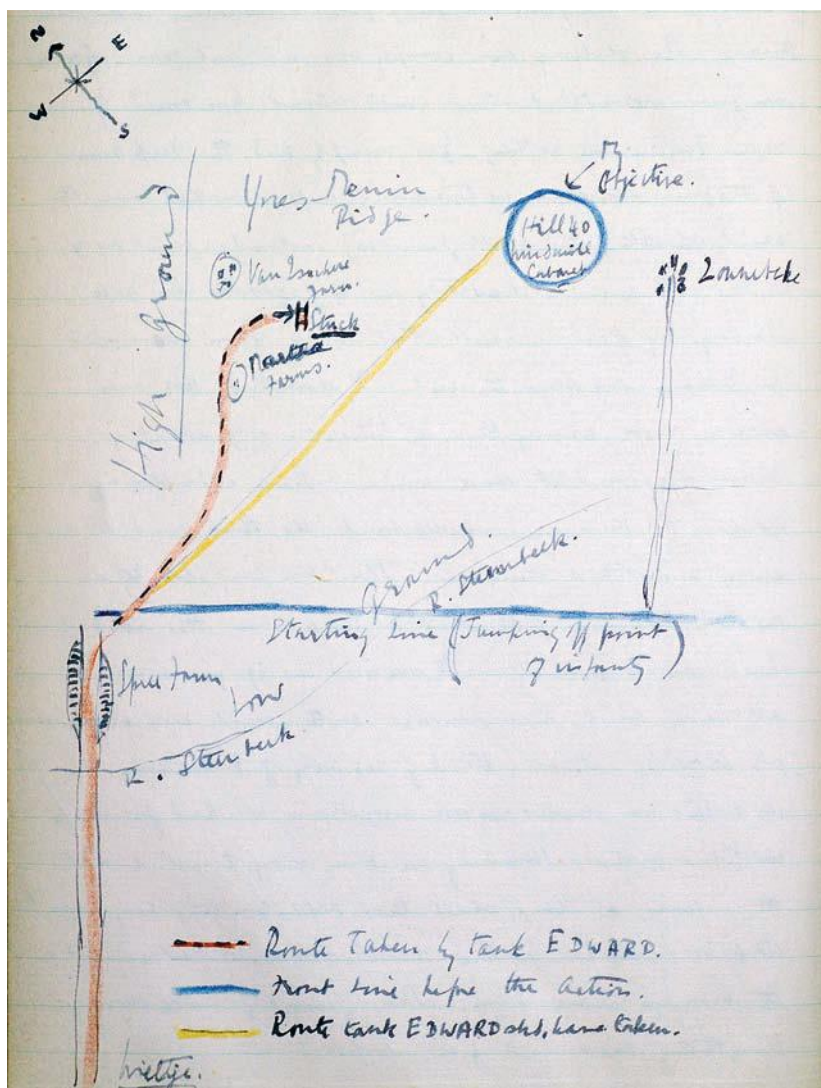 N
E
W
S
High ground
Ypres-Menin
Ridge.
My
Objective.
Hill 40
Windmill
Cabaret
Zonnebeke
Van Isackere
farm.
Stuck
Martha
Farms.
ground.
R. Steenbeek.
Starting Line (Jumping off point
of infantry)
Spree Farm
Low
R. Steenbeek
Route Taken by tank EDWARD.
Front Line before the Action.
Route tank EDWARD shd. have taken.
Wieltje.